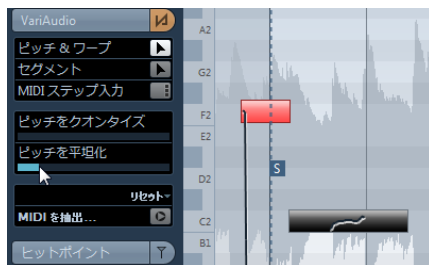 VariAudio
ピッチ & ワープ
セグメント
MIDI ステップ入力
ピッチをクオンタイズ
ピッチを平坦化
リセット
MIDI を抽出...
ヒットポイント
A2
G2
F2
E2
D2
C2
B1
S